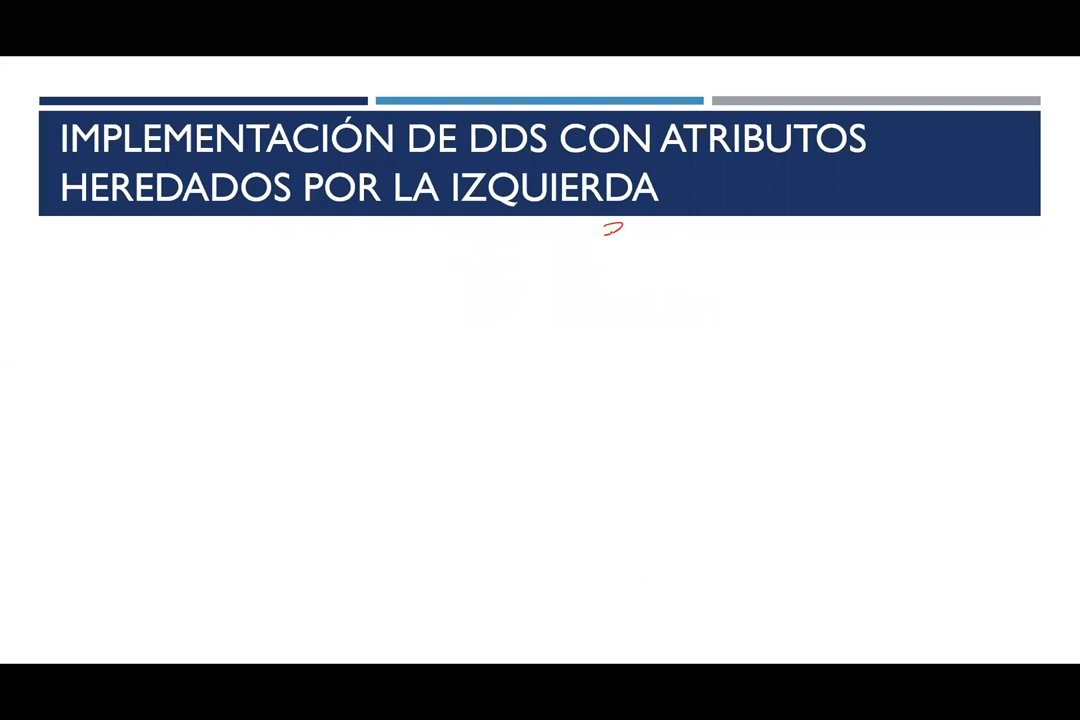 IMPLEMENTACIÓN DE DDS CON ATRIBUTOS
HEREDADOS POR LA IZQUIERDA